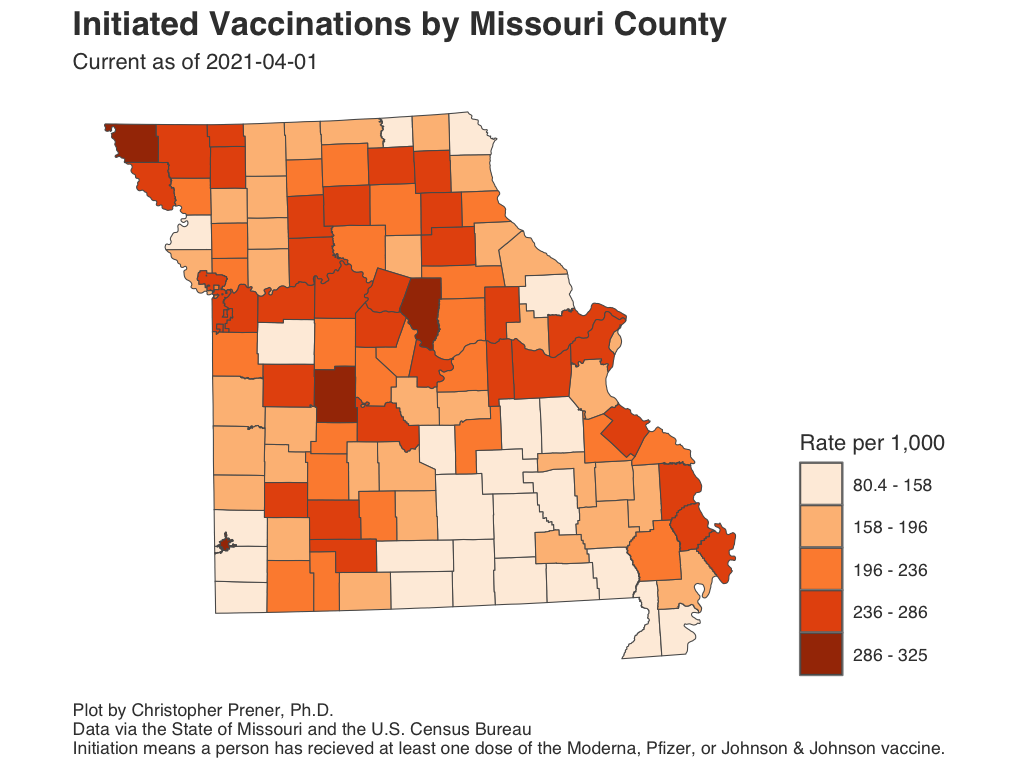 Initiated Vaccinations by Missouri County
Current as of 2021-04-01
Rate per 1,000
80.4 - 158
158 - 196
196 - 236
236 - 286
286 - 325
Plot by Christopher Prener, Ph.D.
Data via the State of Missouri and the U.S. Census Bureau
Initiation means a person has recieved at least one dose of the Moderna, Pfizer, or Johnson & Johnson vaccine.